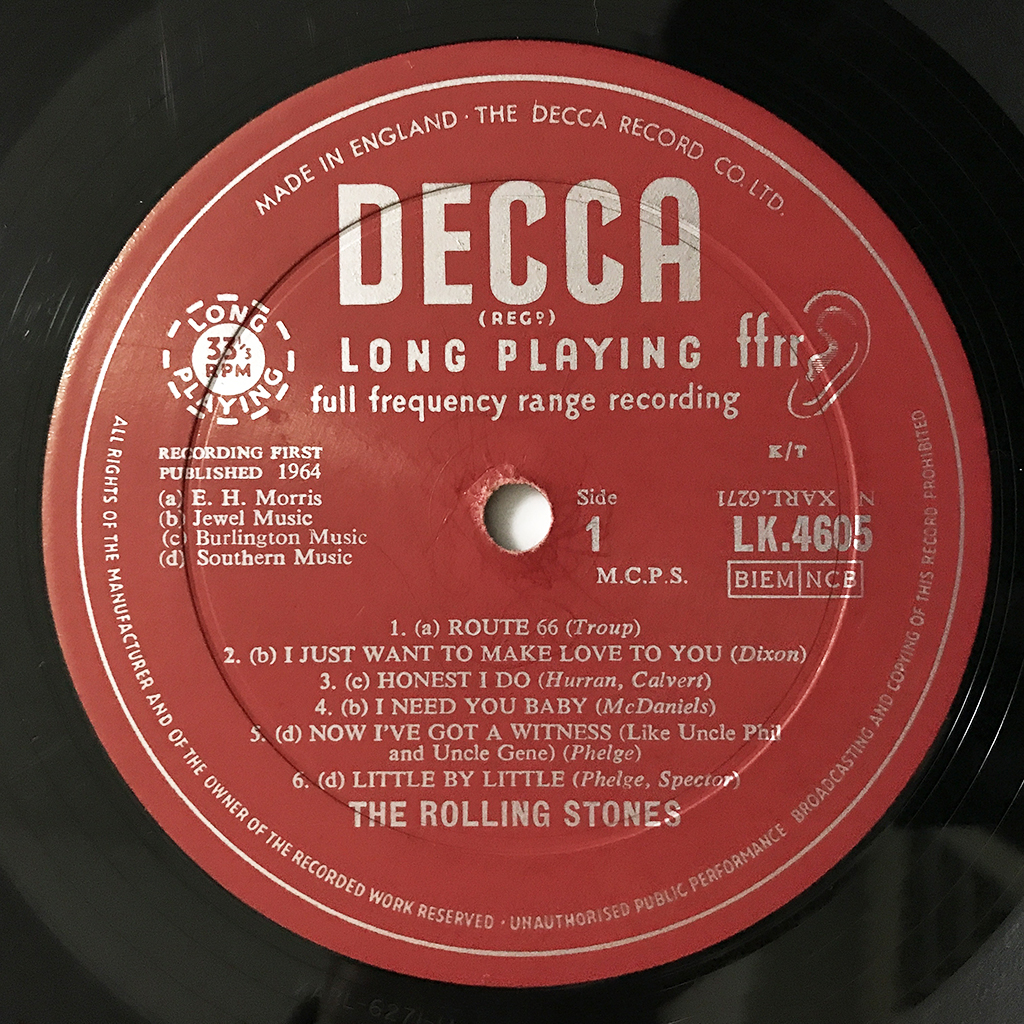 MADE IN ENGLAND · THE DECCA RECORD CO. LTD.
DECCA
(REGD)
LONG PLAYING
ffrr
full frequency range recording
LONG
33⅓
RPM
PLAYING
RECORDING FIRST
PUBLISHED 1964
(a) E. H. Morris
(b) Jewel Music
(c) Burlington Music
(d) Southern Music
Side
1
M.C.P.S.
K/T
XARL.6271 N
LK.4605
BIEM NCB
1. (a) ROUTE 66 (Troup)
2. (b) I JUST WANT TO MAKE LOVE TO YOU (Dixon)
3. (c) HONEST I DO (Hurran, Calvert)
4. (b) I NEED YOU BABY (McDaniels)
5. (d) NOW I'VE GOT A WITNESS (Like Uncle Phil
and Uncle Gene) (Phelge)
6. (d) LITTLE BY LITTLE (Phelge, Spector)
THE ROLLING STONES
ALL RIGHTS OF THE MANUFACTURER AND OF THE OWNER OF THE RECORDED WORK RESERVED · UNAUTHORISED PUBLIC PERFORMANCE BROADCASTING AND COPYING OF THIS RECORD PROHIBITED